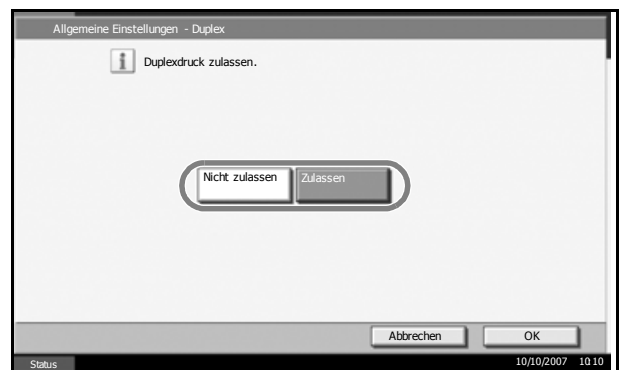 Allgemeine Einstellungen - Duplex
i Duplexdruck zulassen.
Nicht zulassen Zulassen
Abbrechen OK
Status 10/10/2007 10:10